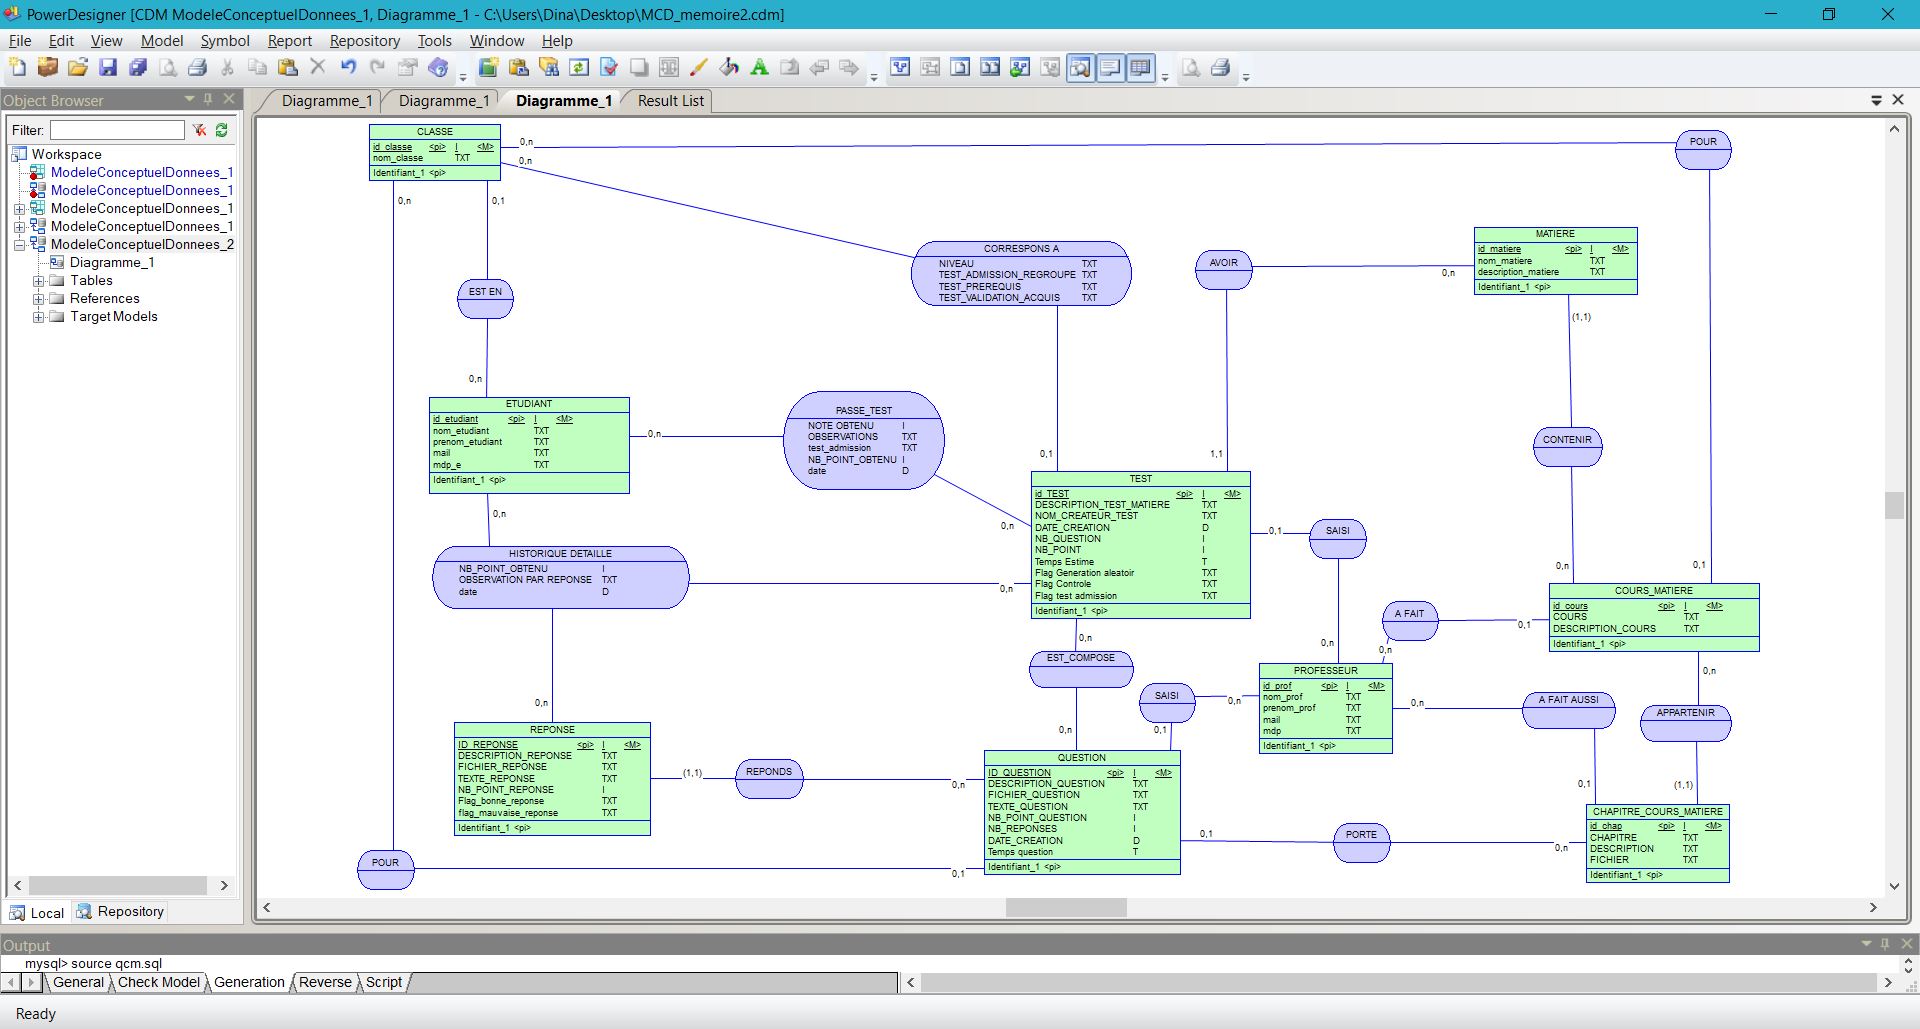 PowerDesigner [CDM ModeleConceptuelDonnees_1, Diagramme_1 - C:\Users\Dina\Desktop\MCD_memoire2.cdm]
File Edit View Model Symbol Report Repository Tools Window Help
Object Browser
Filter:
Workspace
ModeleConceptuelDonnees_1
ModeleConceptuelDonnees_1
ModeleConceptuelDonnees_1
ModeleConceptuelDonnees_1
ModeleConceptuelDonnees_2
Diagramme_1
Tables
References
Target Models
Local Repository
Diagramme_1 Diagramme_1 Diagramme_1 Result List
CLASSE
id_classe <pi> I <M>
nom_classe TXT
Identifiant_1 <pi>
0,n
0,n
0,n
0,1
POUR
EST EN
0,n
CORRESPONS A
NIVEAU TXT
TEST_ADMISSION_REGROUPE TXT
TEST_PREREQUIS TXT
TEST_VALIDATION_ACQUIS TXT
0,1
AVOIR
0,n
1,1
MATIERE
id_matiere <pi> I <M>
nom_matiere TXT
description_matiere TXT
Identifiant_1 <pi>
(1,1)
CONTENIR
0,n
0,1
ETUDIANT
id_etudiant <pi> I <M>
nom_etudiant TXT
prenom_etudiant TXT
mail TXT
mdp_e TXT
Identifiant_1 <pi>
0,n
0,n
PASSE_TEST
NOTE OBTENU I
OBSERVATIONS TXT
test_admission TXT
NB_POINT_OBTENU I
date D
0,n
TEST
id_TEST <pi> I <M>
DESCRIPTION_TEST_MATIERE TXT
NOM_CREATEUR_TEST TXT
DATE_CREATION D
NB_QUESTION I
NB_POINT I
Temps Estime T
Flag Generation aleatoir TXT
Flag Controle TXT
Flag test admission TXT
Identifiant_1 <pi>
0,1
SAISI
0,n
HISTORIQUE DETAILLE
NB_POINT_OBTENU I
OBSERVATION PAR REPONSE TXT
date D
0,n
0,n
0,n
EST_COMPOSE
0,n
COURS_MATIERE
id_cours <pi> I <M>
COURS TXT
DESCRIPTION_COURS TXT
Identifiant_1 <pi>
0,1
A FAIT
0,n
0,n
PROFESSEUR
id_prof <pi> I <M>
nom_prof TXT
prenom_prof TXT
mail TXT
mdp TXT
Identifiant_1 <pi>
0,n
SAISI
0,1
0,n
A FAIT AUSSI
0,1
APPARTENIR
(1,1)
REPONSE
ID_REPONSE <pi> I <M>
DESCRIPTION_REPONSE TXT
FICHIER_REPONSE TXT
TEXTE_REPONSE TXT
NB_POINT_REPONSE I
Flag_bonne_reponse TXT
flag_mauvaise_reponse TXT
Identifiant_1 <pi>
(1,1)
REPONDS
0,n
QUESTION
ID_QUESTION <pi> I <M>
DESCRIPTION_QUESTION TXT
FICHIER_QUESTION TXT
TEXTE_QUESTION TXT
NB_POINT_QUESTION I
NB_REPONSES I
DATE_CREATION D
Temps question T
Identifiant_1 <pi>
0,1
PORTE
0,n
CHAPITRE_COURS_MATIERE
id_chap <pi> I <M>
CHAPITRE TXT
DESCRIPTION TXT
FICHIER TXT
Identifiant_1 <pi>
POUR
0,1
Output
mysql> source qcm.sql
General Check Model Generation Reverse Script
Ready